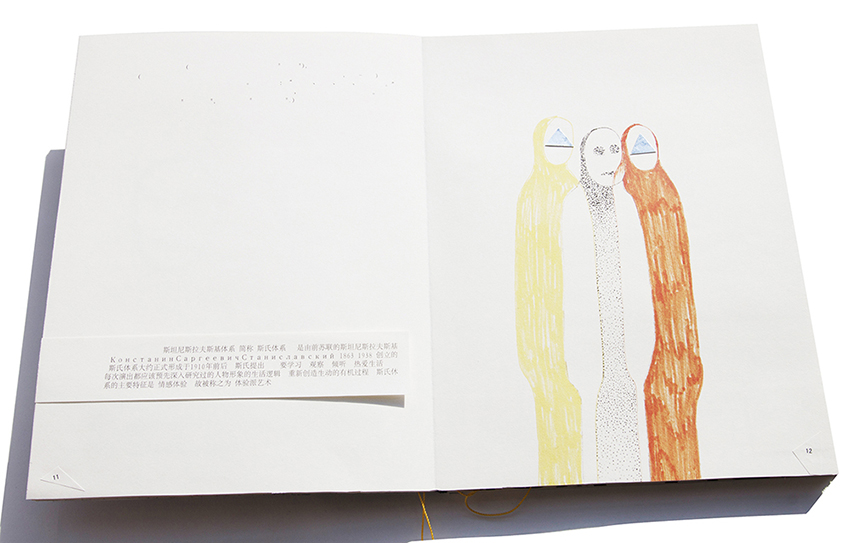 斯坦尼斯拉夫斯基体系 简称 斯氏体系 是由前苏联的斯坦尼斯拉夫斯基
КонстанинСаргеевичСтаниславский 1863 1938 创立的
斯氏体系大约正式形成于1910年前后 斯氏提出 要学习 观察 倾听 热爱生活
每次演出都应该预先深入研究过的人物形象的生活逻辑 重新创造生动的有机过程 斯氏体
系的主要特征是 情感体验 故被称之为 体验派艺术
11
12